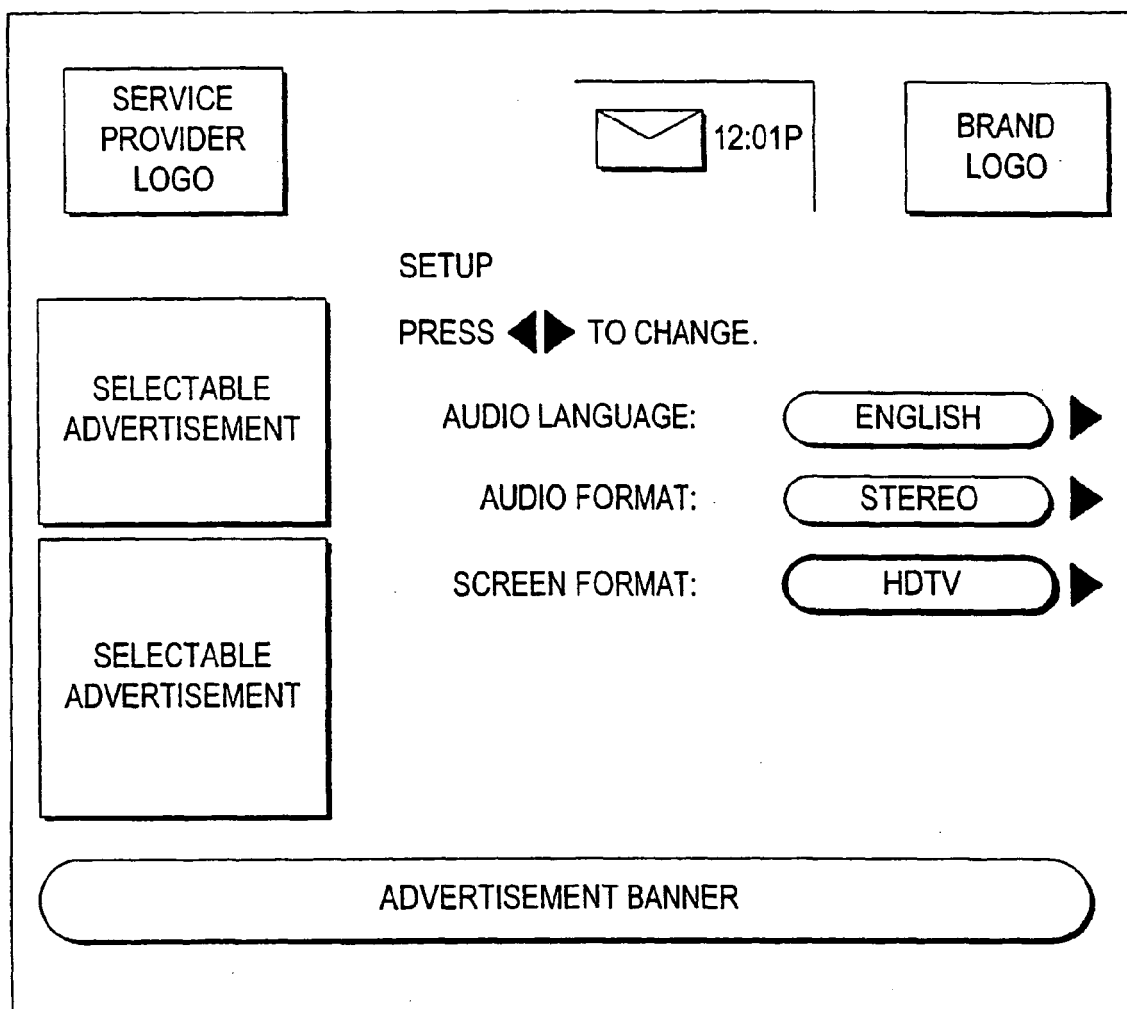 SERVICE
PROVIDER
LOGO
12:01P
BRAND
LOGO
SETUP
PRESS ◀▶ TO CHANGE.
SELECTABLE
ADVERTISEMENT
AUDIO LANGUAGE: ENGLISH ▶
AUDIO FORMAT: STEREO ▶
SCREEN FORMAT: HDTV ▶
SELECTABLE
ADVERTISEMENT
ADVERTISEMENT BANNER